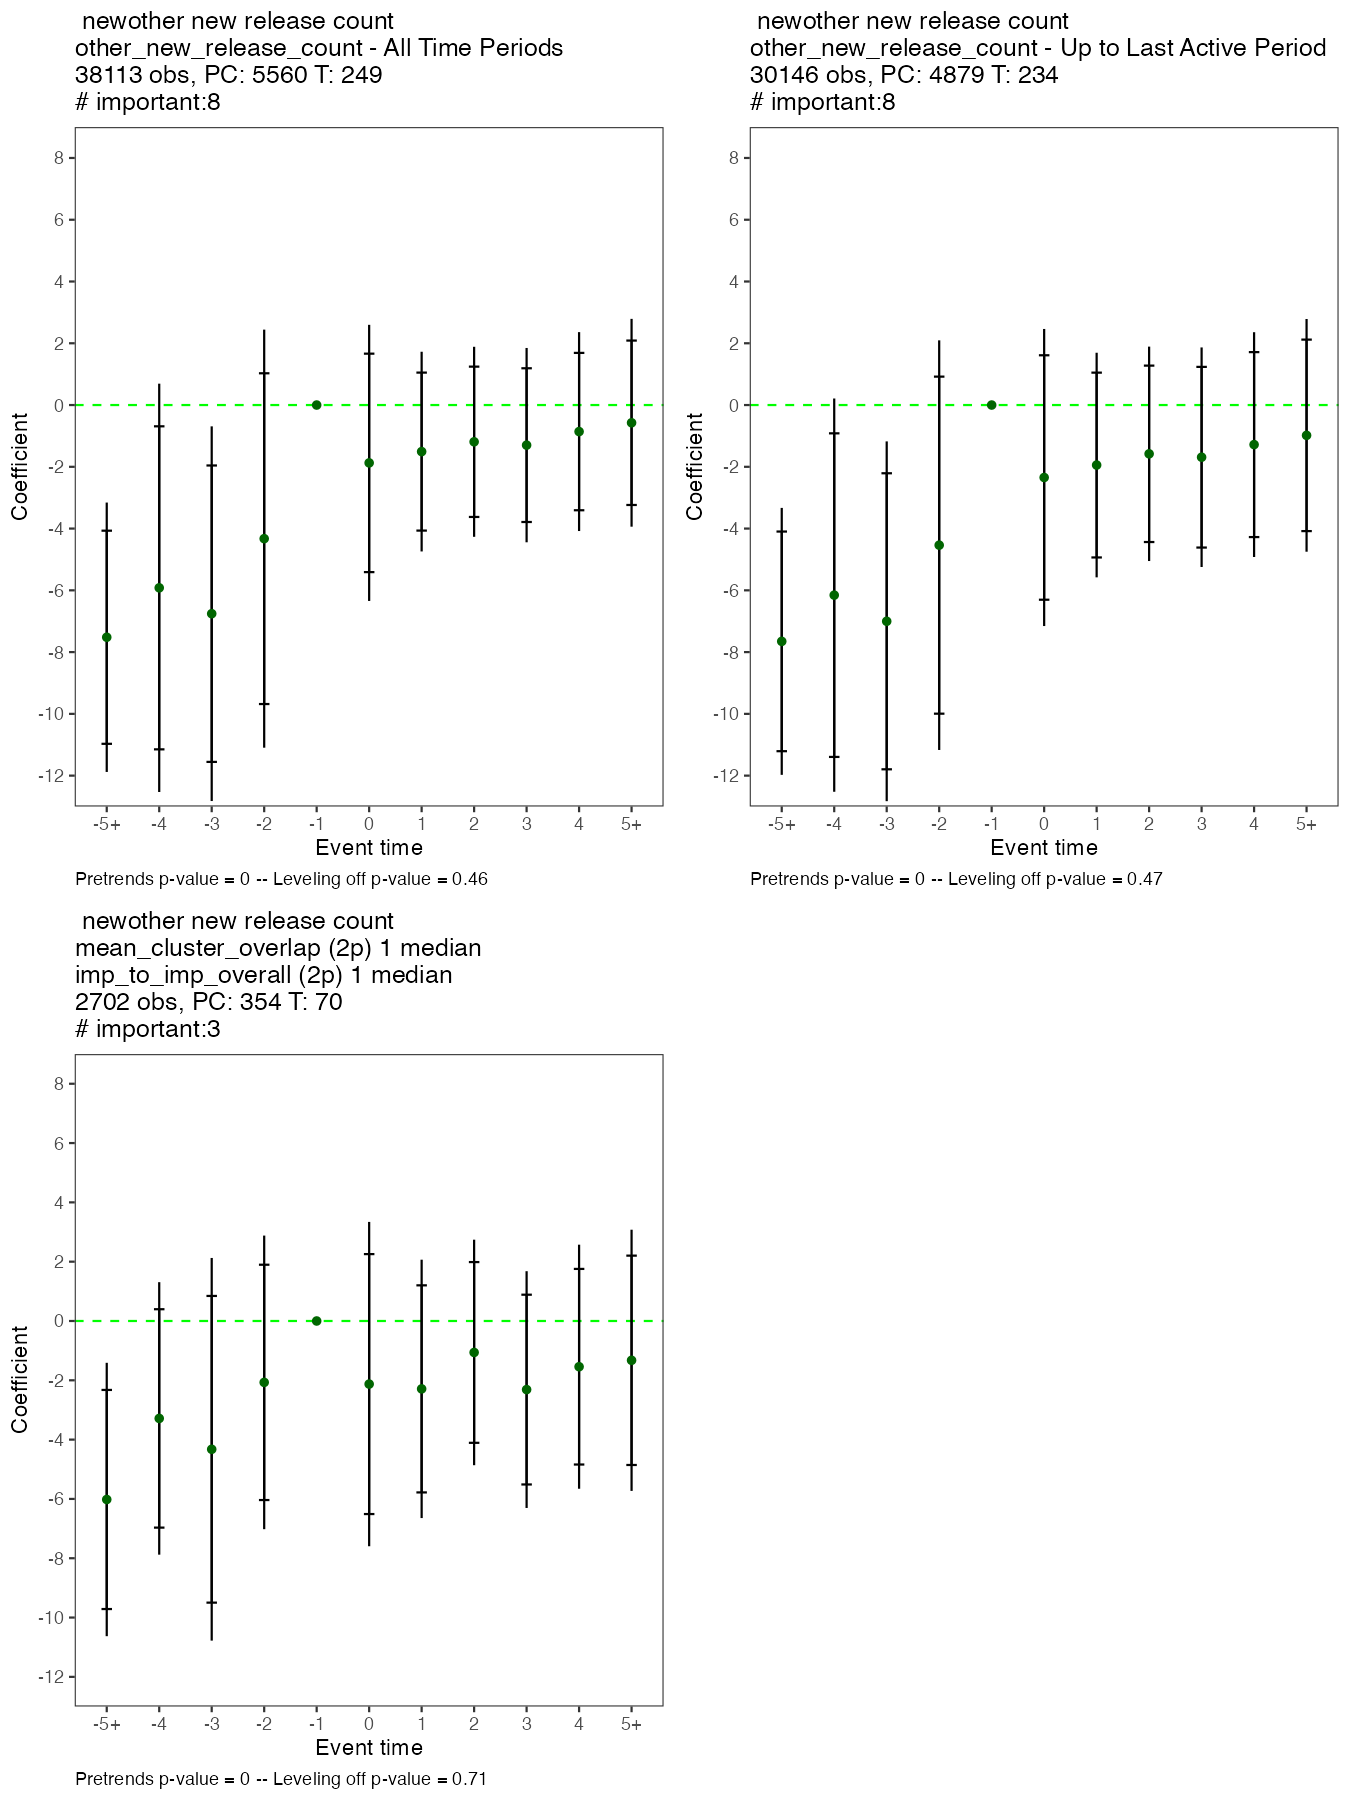 newother new release count
other_new_release_count - All Time Periods
38113 obs, PC: 5560 T: 249
# important:8
8
6
4
2
0
-2
-4
-6
-8
-10
-12
Coefficient
-5+ -4 -3 -2 -1 0 1 2 3 4 5+
Event time
Pretrends p-value = 0 -- Leveling off p-value = 0.46
newother new release count
other_new_release_count - Up to Last Active Period
30146 obs, PC: 4879 T: 234
# important:8
8
6
4
2
0
-2
-4
-6
-8
-10
-12
Coefficient
-5+ -4 -3 -2 -1 0 1 2 3 4 5+
Event time
Pretrends p-value = 0 -- Leveling off p-value = 0.47
newother new release count
mean_cluster_overlap (2p) 1 median
imp_to_imp_overall (2p) 1 median
2702 obs, PC: 354 T: 70
# important:3
8
6
4
2
0
-2
-4
-6
-8
-10
-12
Coefficient
-5+ -4 -3 -2 -1 0 1 2 3 4 5+
Event time
Pretrends p-value = 0 -- Leveling off p-value = 0.71